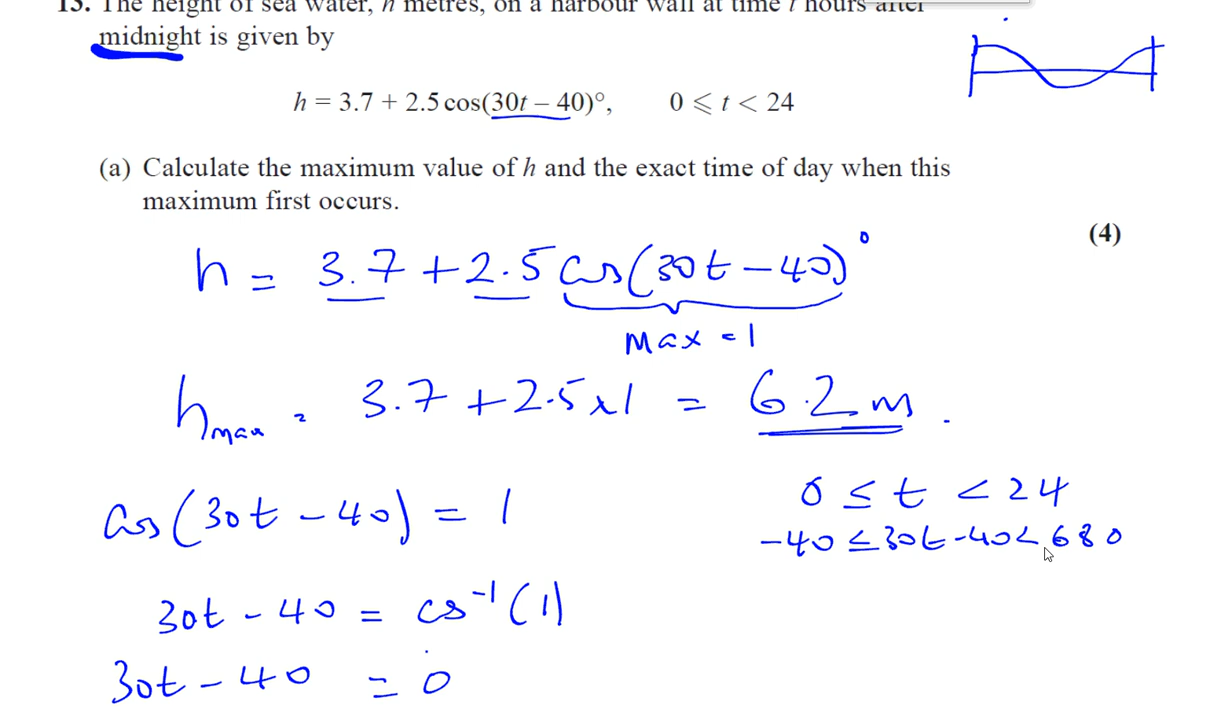 13. The height of sea water, h metres, on a harbour wall at time t hours after
midnight is given by
h = 3.7 + 2.5 cos(30t – 40)°, 0 ⩽ t < 24
(a) Calculate the maximum value of h and the exact time of day when this
maximum first occurs.
(4)
h = 3.7 + 2.5 cos(30t – 40)°
max = 1
hmax = 3.7 + 2.5 x 1 = 6.2 m.
0 ≤ t < 24
cos(30t – 40) = 1
-40 ≤ 30t - 40 < 680
30t - 40 = cos⁻¹(1)
30t - 40 = 0